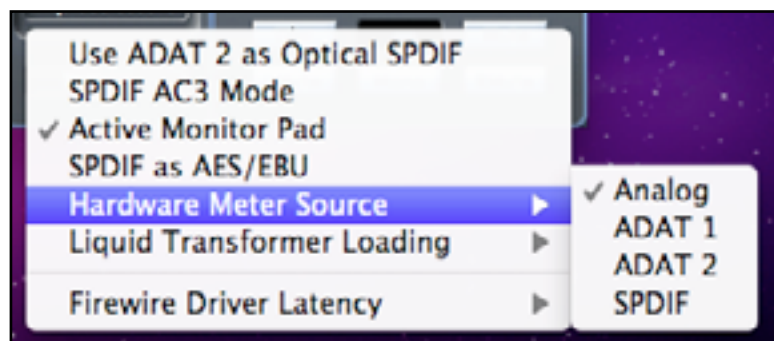 Use ADAT 2 as Optical SPDIF
SPDIF AC3 Mode
✓ Active Monitor Pad
SPDIF as AES/EBU
Hardware Meter Source
Liquid Transformer Loading
Firewire Driver Latency
✓ Analog
ADAT 1
ADAT 2
SPDIF